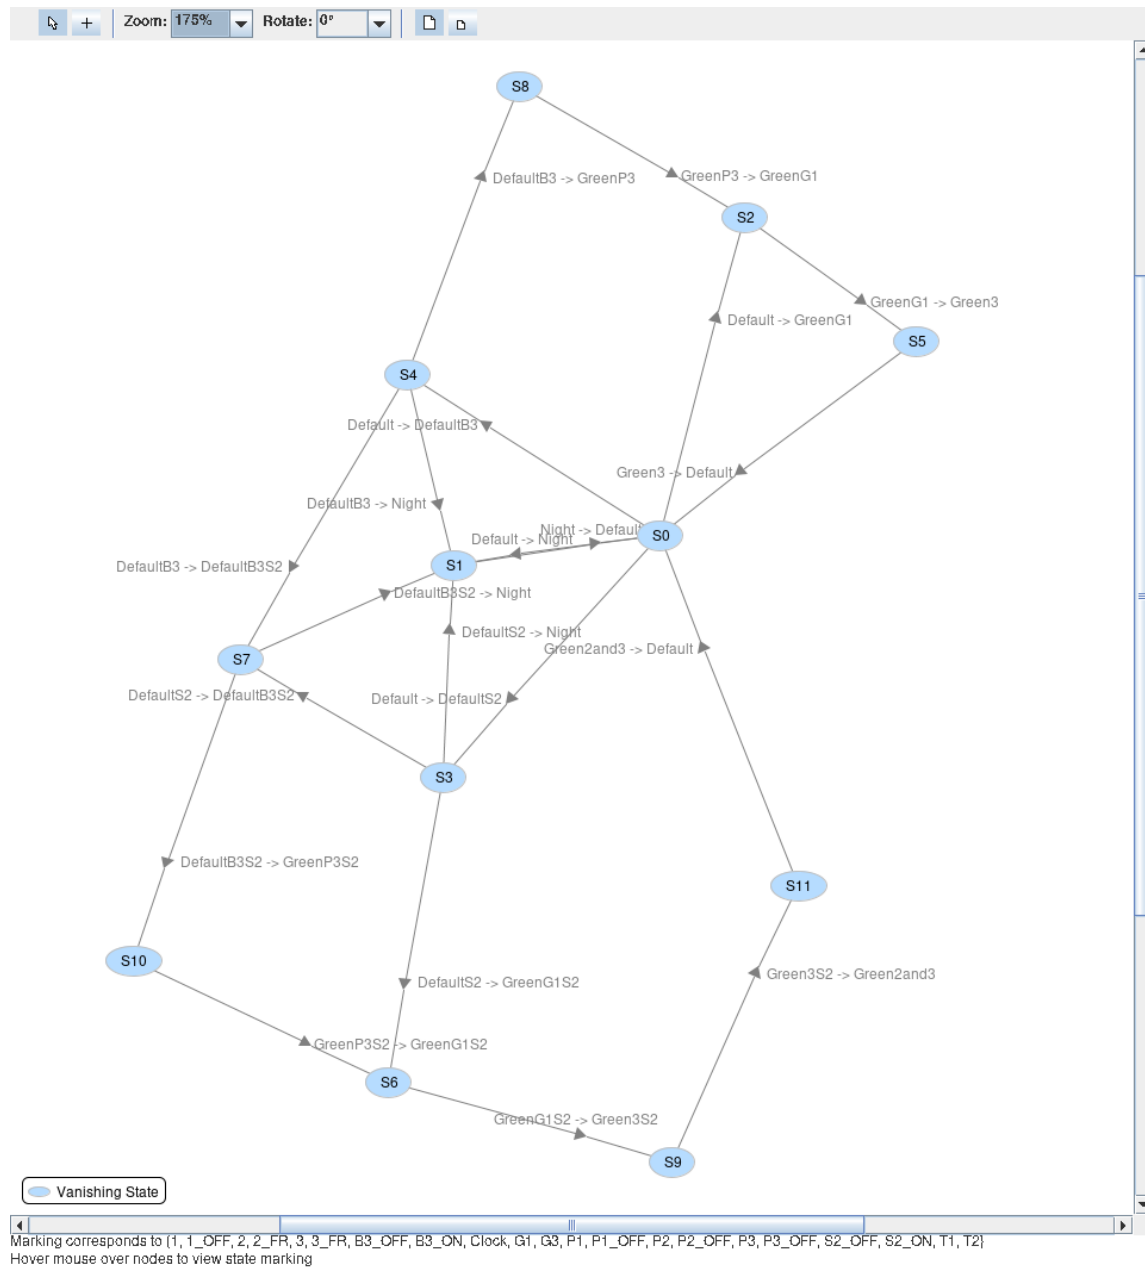 Zoom: 175% Rotate: 0°
S8
DefaultB3 -> GreenP3
GreenP3 -> GreenG1
S2
GreenG1 -> Green3
Default -> GreenG1
S5
S4
Default -> DefaultB3
Green3 -> Default
DefaultB3 -> Night
Night -> Default
S0
Default -> Night
S1
DefaultB3 -> DefaultB3S2
DefaultB3S2 -> Night
DefaultS2 -> Night
Green2and3 -> Default
S7
DefaultS2 -> DefaultB3S2
Default -> DefaultS2
S3
DefaultB3S2 -> GreenP3S2
S11
S10
Green3S2 -> Green2and3
DefaultS2 -> GreenG1S2
GreenP3S2 -> GreenG1S2
S6
GreenG1S2 -> Green3S2
S9
Vanishing State
Marking corresponds to {1, 1_OFF, 2, 2_FR, 3, 3_FR, B3_OFF, B3_ON, Clock, G1, G3, P1, P1_OFF, P2, P2_OFF, P3, P3_OFF, S2_OFF, S2_ON, T1, T2}
Hover mouse over nodes to view state marking